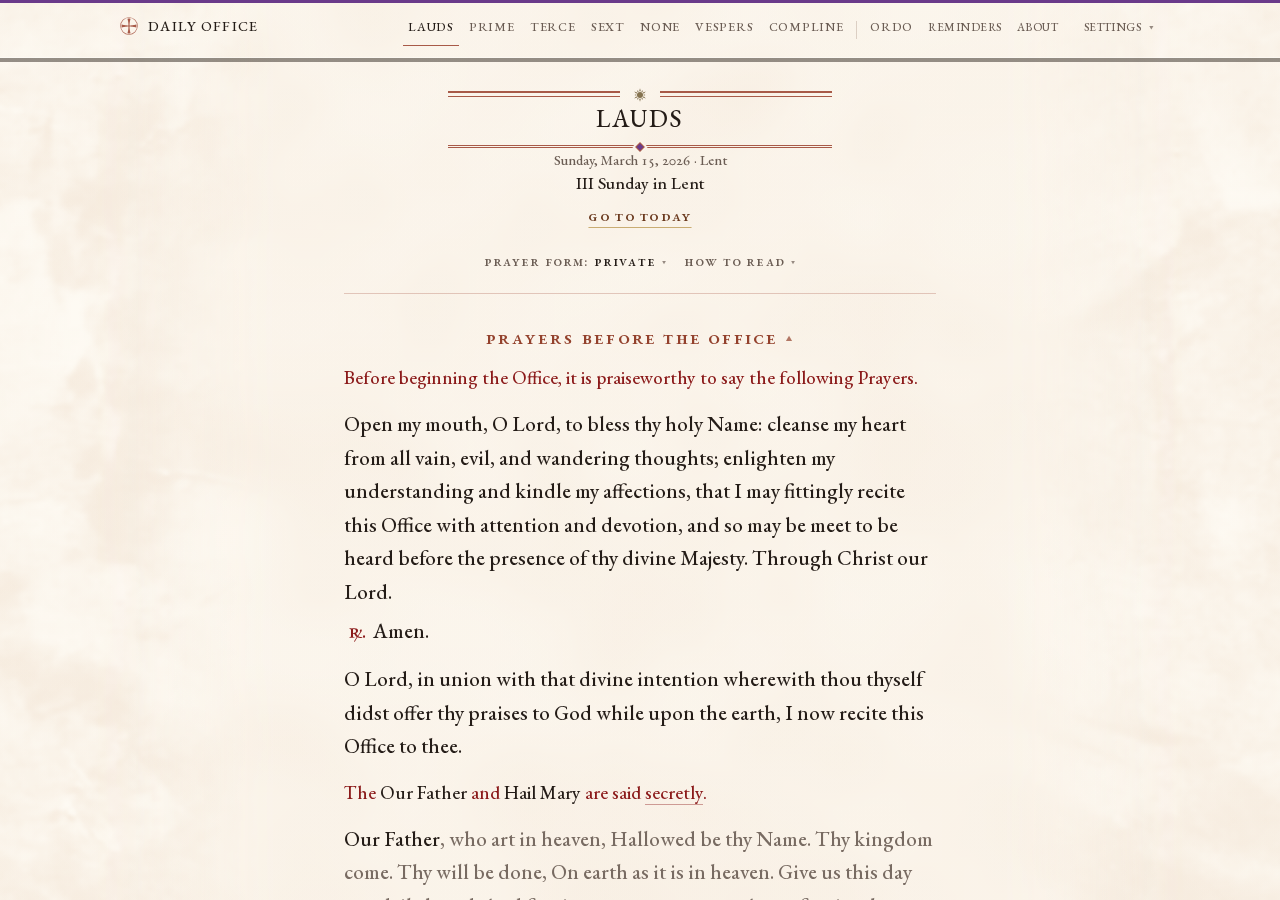 DAILY OFFICE
LAUDS PRIME TERCE SEXT NONE VESPERS COMPLINE ORDO REMINDERS ABOUT SETTINGS ▾
LAUDS
Sunday, March 15, 2026 · Lent
III Sunday in Lent
GO TO TODAY
PRAYER FORM: PRIVATE ▾ HOW TO READ ▾
PRAYERS BEFORE THE OFFICE ▲
Before beginning the Office, it is praiseworthy to say the following Prayers.
Open my mouth, O Lord, to bless thy holy Name: cleanse my heart
from all vain, evil, and wandering thoughts; enlighten my
understanding and kindle my affections, that I may fittingly recite
this Office with attention and devotion, and so may be meet to be
heard before the presence of thy divine Majesty. Through Christ our
Lord.
℟. Amen.
O Lord, in union with that divine intention wherewith thou thyself
didst offer thy praises to God while upon the earth, I now recite this
Office to thee.
The Our Father and Hail Mary are said secretly.
Our Father, who art in heaven, Hallowed be thy Name. Thy kingdom
come. Thy will be done, On earth as it is in heaven. Give us this day